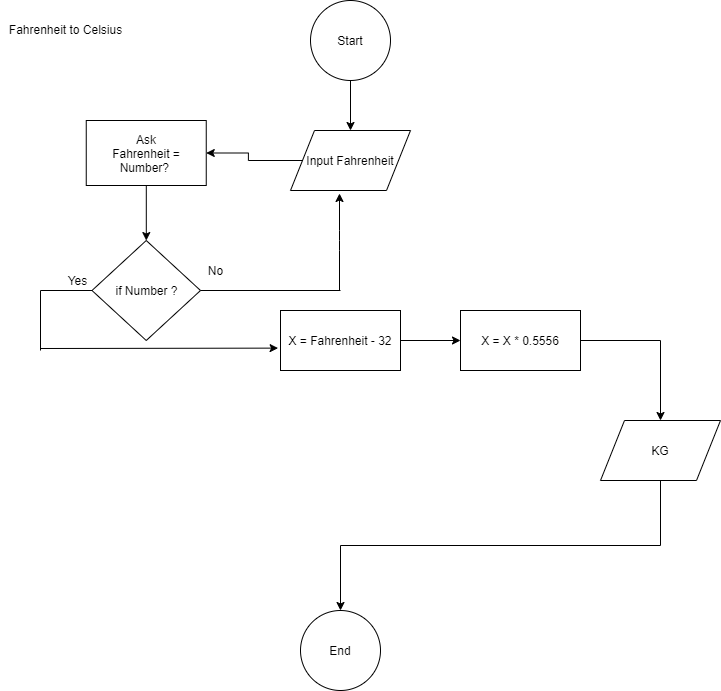 Fahrenheit to Celsius
Start
Input Fahrenheit
Ask
Fahrenheit =
Number?
if Number ?
Yes
No
X = Fahrenheit - 32
X = X * 0.5556
KG
End